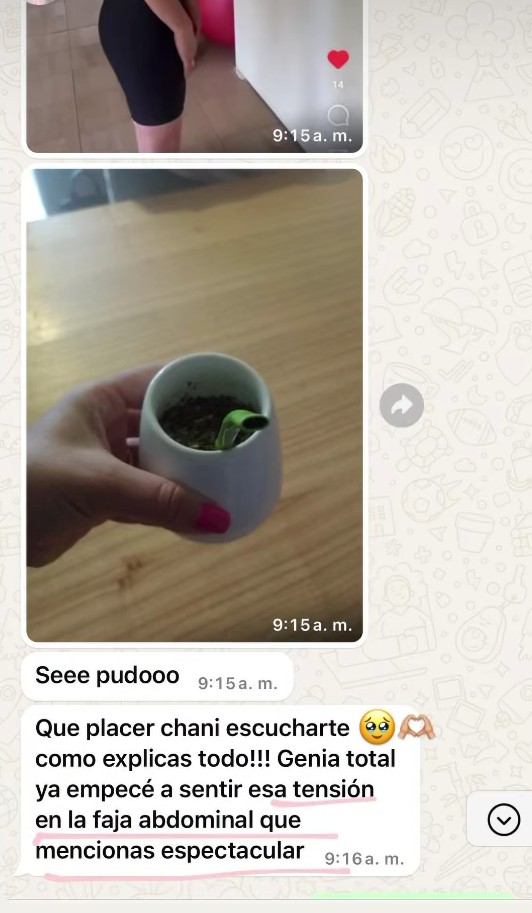 14
9:15 a. m.
9:15 a. m.
Seee pudooo 9:15 a. m.
Que placer chani escucharte 🥹🫶🏼
como explicas todo!!! Genia total
ya empecé a sentir esa tensión
en la faja abdominal que
mencionas espectacular 9:16 a. m.